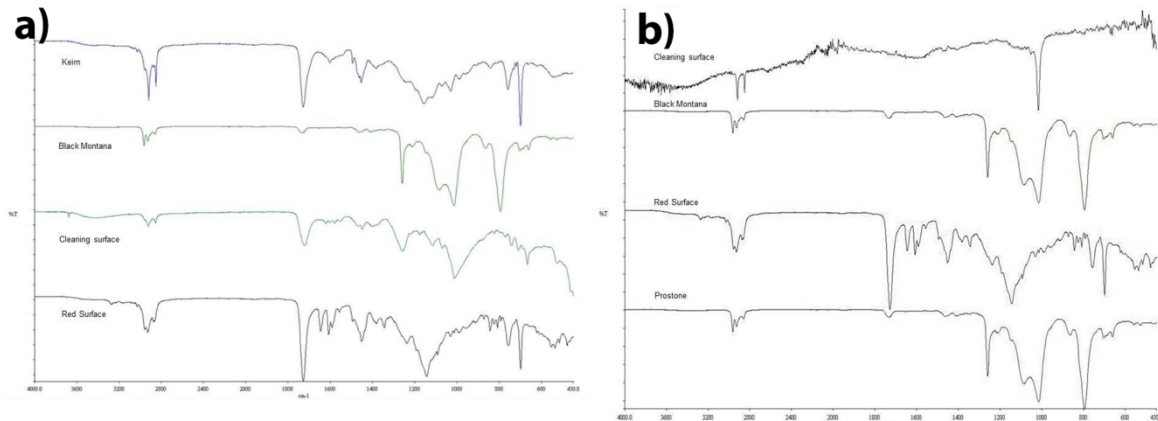 a)
Keim
Black Montana
%T
Cleaning surface
Red Surface
4000.0 3600 3200 2800 2400 2000 1800 1600 1400 1200 1000 800 600 400.0
cm-1
b)
Cleaning surface
Black Montana
Red Surface
%T
Prostone
4000.0 3600 3200 2800 2400 2000 1800 1600 1400 1200 1000 800 600